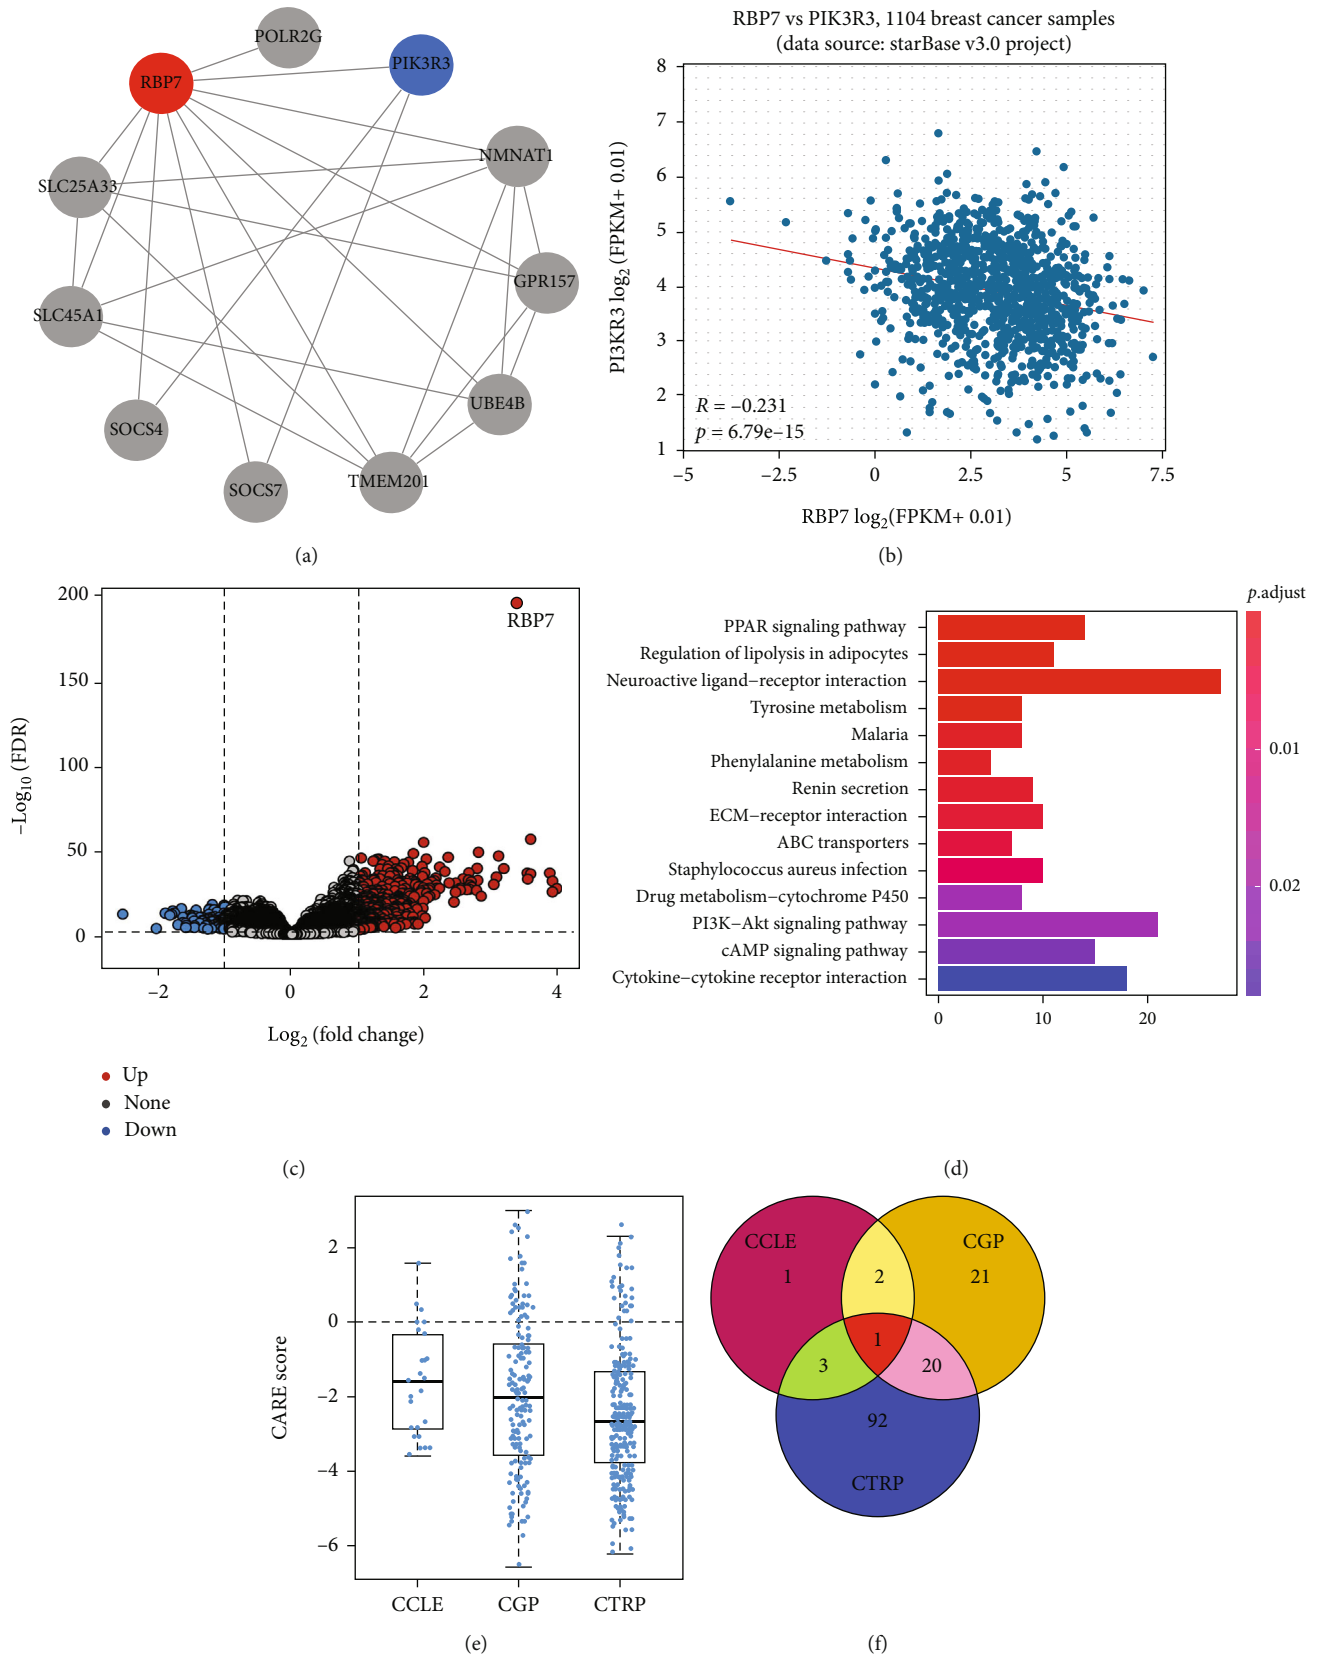 POLR2G
PIK3R3
RBP7
NMNAT1
SLC25A33
GPR157
SLC45A1
UBE4B
SOCS4
TMEM201
SOCS7
(a)
RBP7 vs PIK3R3, 1104 breast cancer samples
(data source: starBase v3.0 project)
8
7
6
5
4
3
2
1
PI3KR3 log2 (FPKM+ 0.01)
R = –0.231
p = 6.79e–15
–5
–2.5
0
2.5
5
7.5
RBP7 log2(FPKM+ 0.01)
(b)
200
150
100
50
0
–Log10 (FDR)
RBP7
–2
0
2
4
Log2 (fold change)
Up
None
Down
(c)
p.adjust
PPAR signaling pathway
Regulation of lipolysis in adipocytes
Neuroactive ligand–receptor interaction
Tyrosine metabolism
Malaria
Phenylalanine metabolism
Renin secretion
ECM–receptor interaction
ABC transporters
Staphylococcus aureus infection
Drug metabolism–cytochrome P450
PI3K–Akt signaling pathway
cAMP signaling pathway
Cytokine–cytokine receptor interaction
0
10
20
0.01
0.02
(d)
2
0
–2
–4
–6
CARE score
CCLE
CGP
CTRP
(e)
CCLE
CGP
1
2
21
1
3
20
92
CTRP
(f)